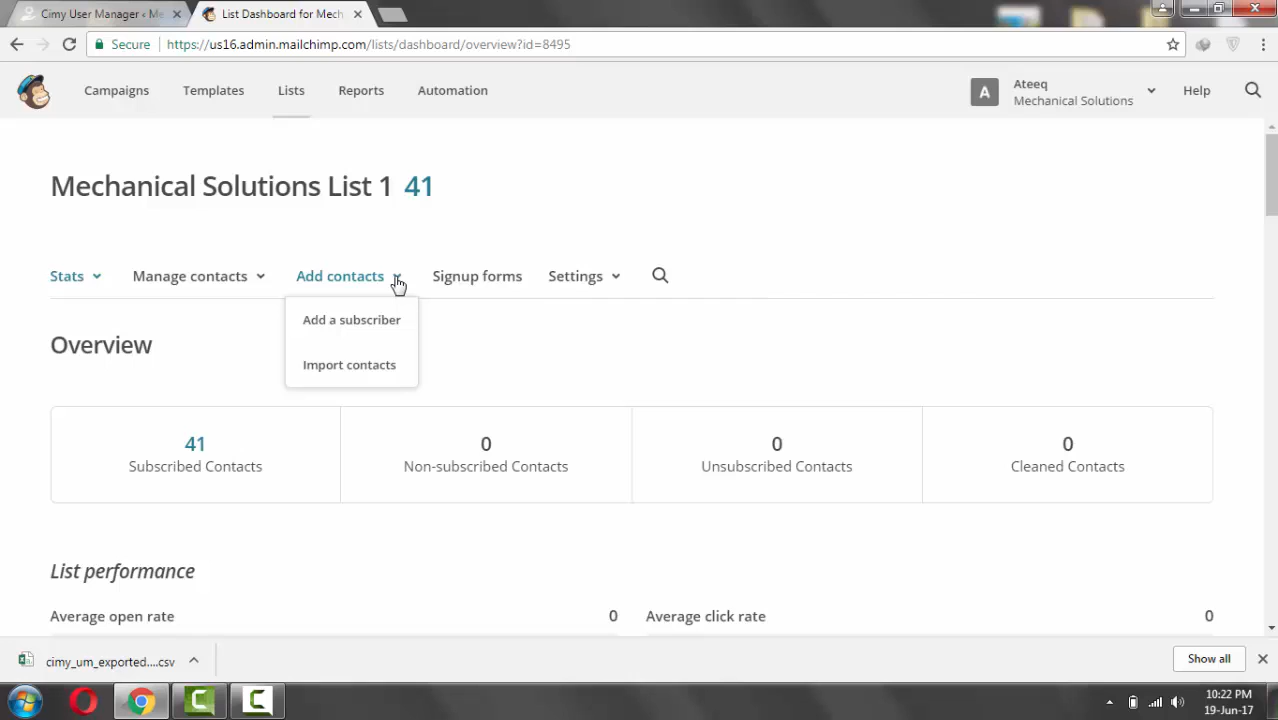 Cimy User Manager ‹ Me
List Dashboard for Mech
Secure https://us16.admin.mailchimp.com/lists/dashboard/overview?id=8495
Campaigns Templates Lists Reports Automation
A Ateeq
Mechanical Solutions
Help
Mechanical Solutions List 1 41
Stats Manage contacts Add contacts Signup forms Settings
Add a subscriber
Import contacts
Overview
41 0 0 0
Subscribed Contacts Non-subscribed Contacts Unsubscribed Contacts Cleaned Contacts
List performance
Average open rate 0 Average click rate 0
cimy_um_exported....csv
Show all
10:22 PM
19-Jun-17